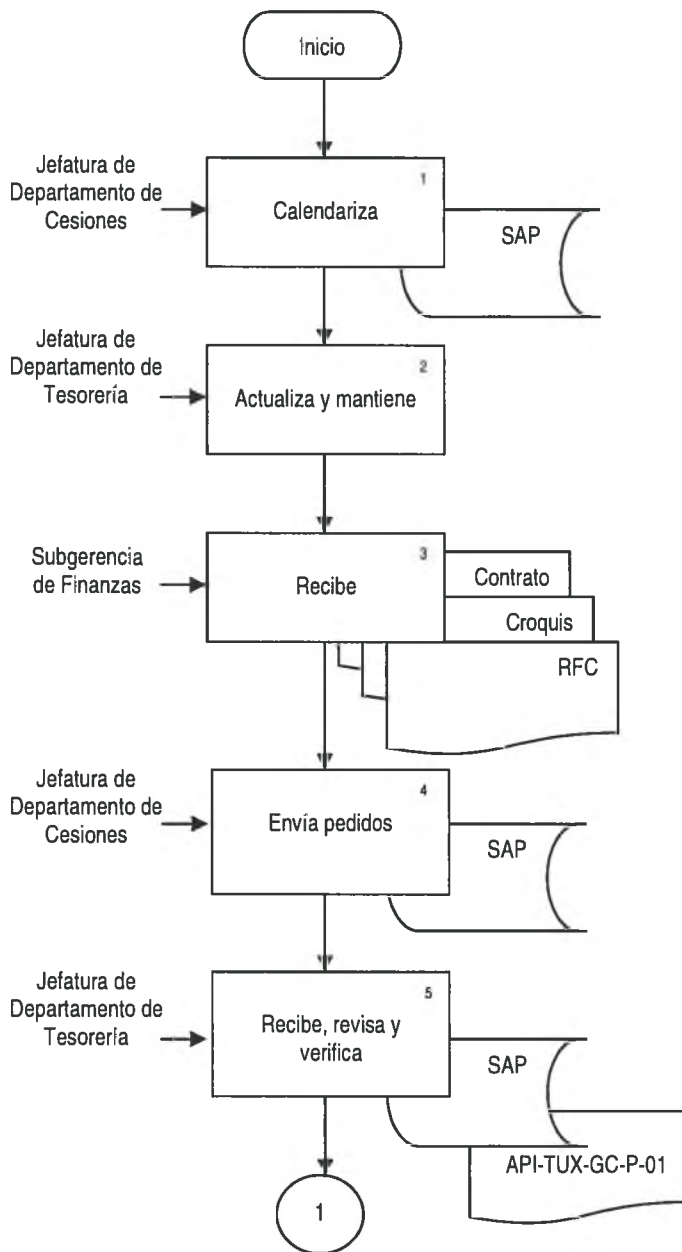 Inicio
Jefatura de
Departamento de
Cesiones
1
Calendariza
SAP
Jefatura de
Departamento de
Tesorería
2
Actualiza y mantiene
Subgerencia
de Finanzas
3
Recibe
Contrato
Croquis
RFC
Jefatura de
Departamento de
Cesiones
4
Envía pedidos
SAP
Jefatura de
Departamento de
Tesorería
5
Recibe, revisa y
verifica
SAP
API-TUX-GC-P-01
1